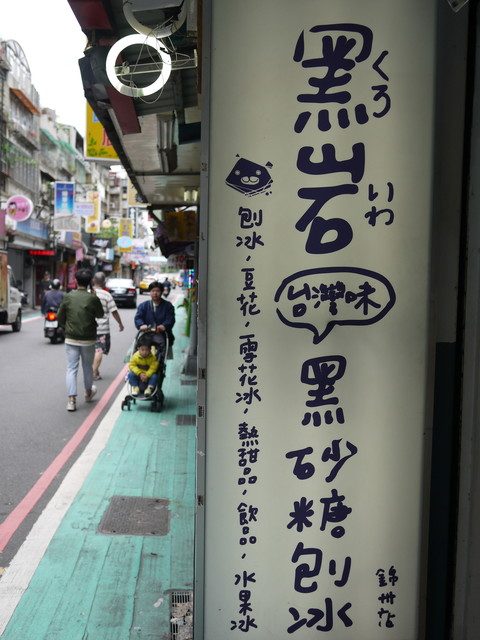 黑岩
くろ
いわ
台灣味
黑砂糖刨冰
錦州店
刨冰，豆花，雪花冰，熱甜品，飲品，水果冰